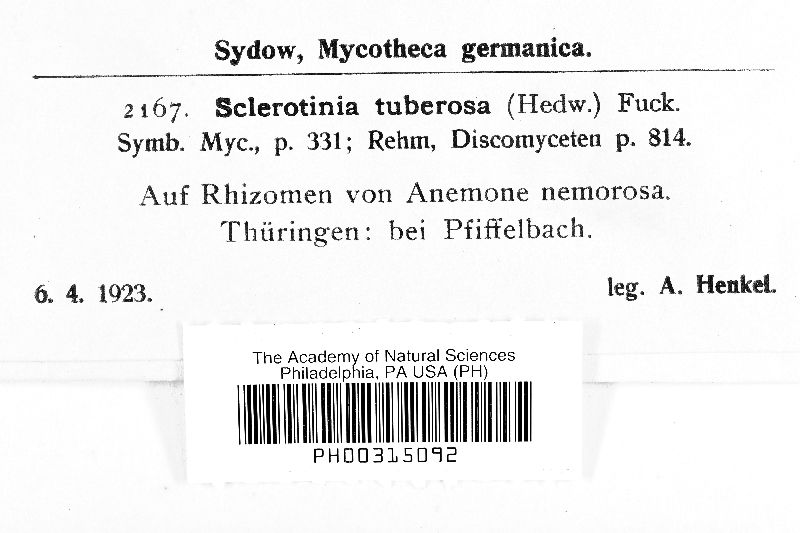 Sydow, Mycotheca germanica.
2167. Sclerotinia tuberosa (Hedw.) Fuck.
Symb. Myc., p. 331; Rehm, Discomyceten p. 814.
Auf Rhizomen von Anemone nemorosa.
Thüringen: bei Pfiffelbach.
6. 4. 1923. leg. A. Henkel.
The Academy of Natural Sciences
Philadelphia, PA USA (PH)
PH00315092